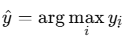 ŷ = arg max_i y_i